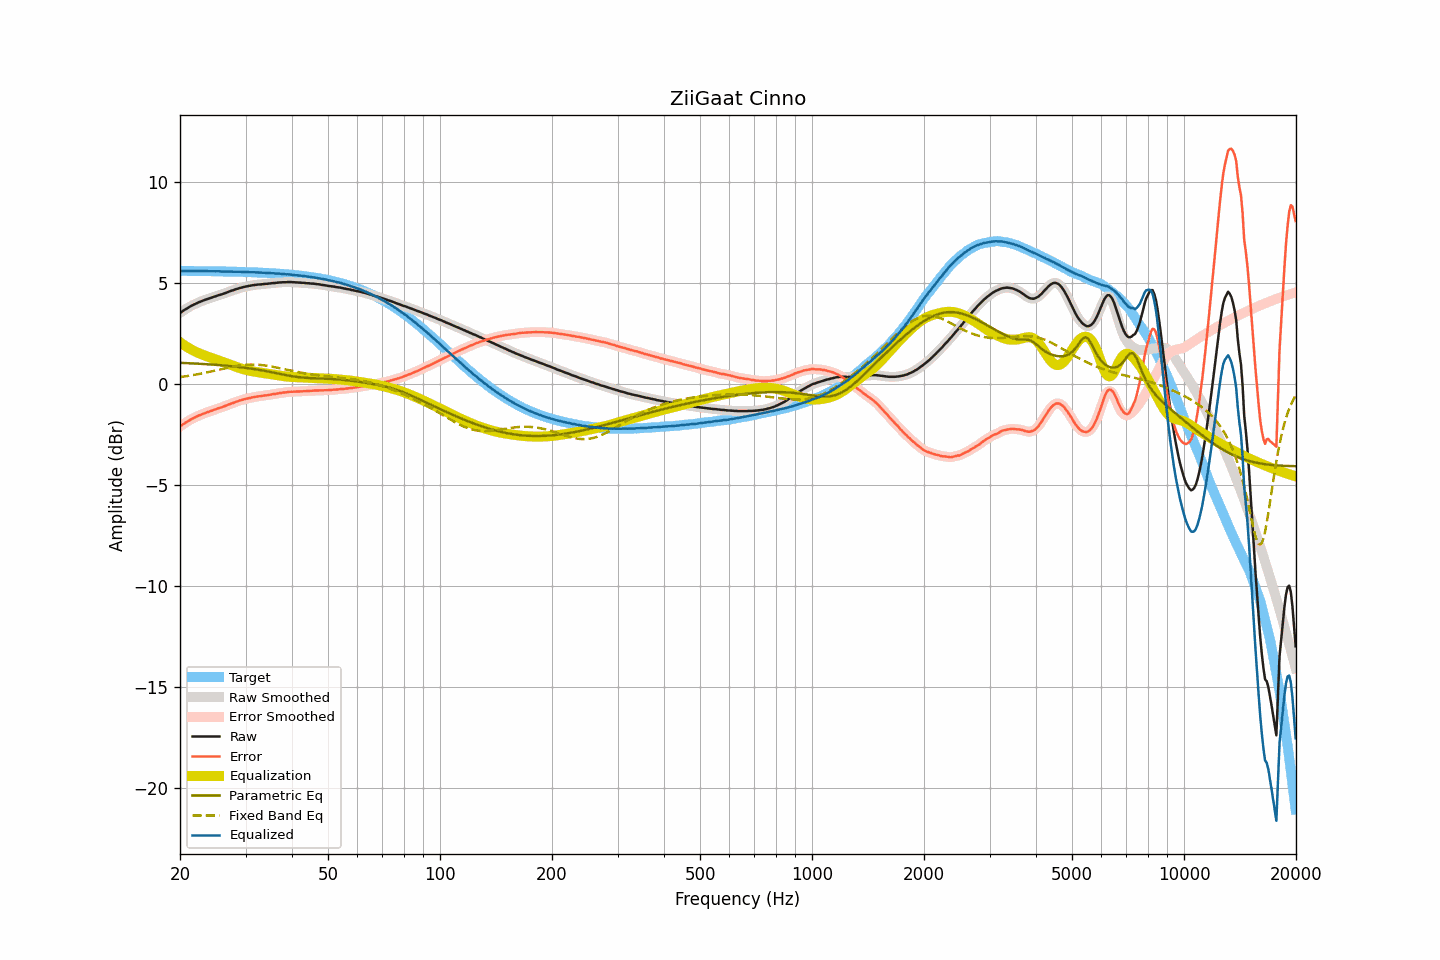 ZiiGaat Cinno
10
5
0
−5
−10
−15
−20
Amplitude (dBr)
Target
Raw Smoothed
Error Smoothed
Raw
Error
Equalization
Parametric Eq
Fixed Band Eq
Equalized
20 50 100 200 500 1000 2000 5000 10000 20000
Frequency (Hz)